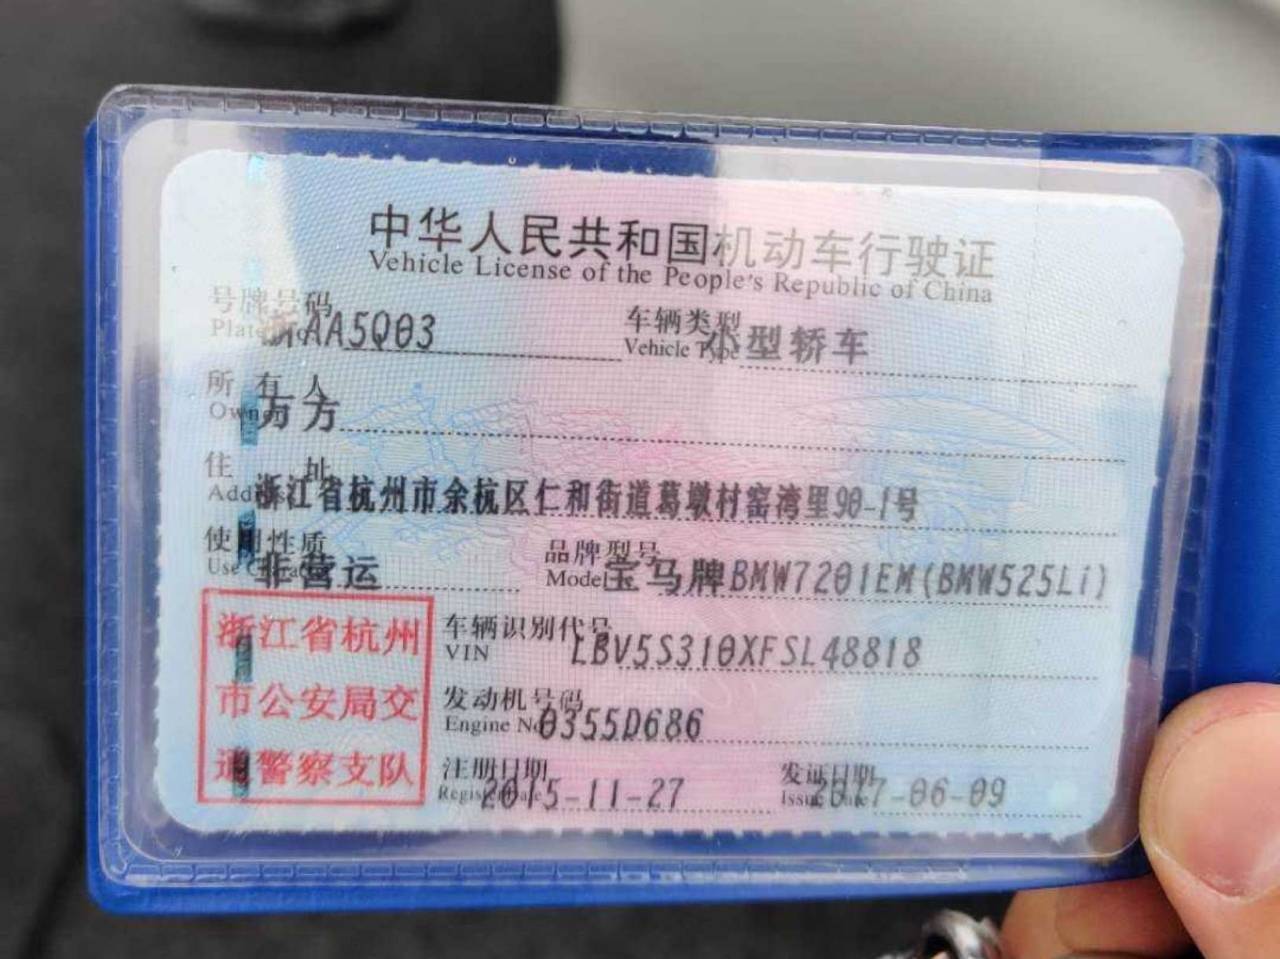 中华人民共和国机动车行驶证
Vehicle License of the People's Republic of China
号牌号码 浙AA5Q03 车辆类型 小型轿车
Plate No. Vehicle Type
所有人 万方
Owner
住址 浙江省杭州市余杭区仁和街道葛墩村窑湾里90-1号
Address
使用性质 非营运 品牌型号 宝马牌BMW7201EM(BMW525Li)
Use Character Model
浙江省杭州
市公安局交
通警察支队
车辆识别代号 LBV5S310XFSL48818
VIN
发动机号码 0355D686
Engine No.
注册日期 2015-11-27 发证日期 2017-06-09
Register Date Issue Date